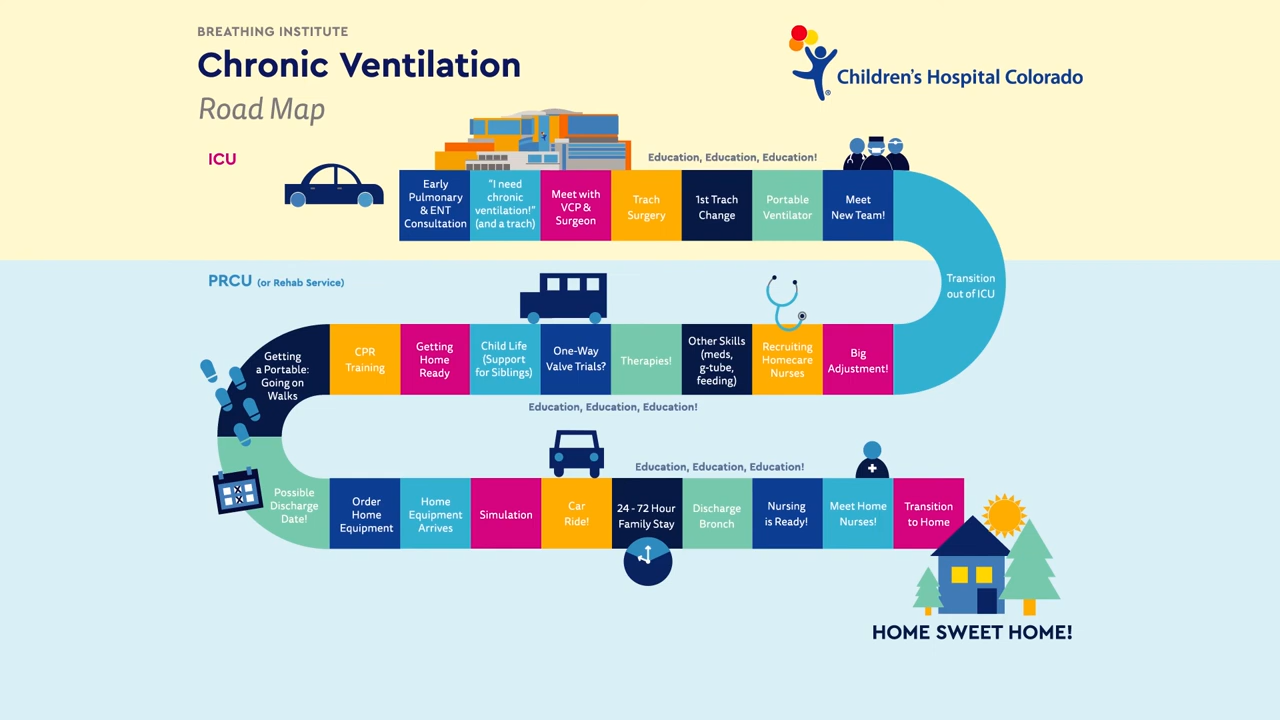 BREATHING INSTITUTE
Chronic Ventilation
Road Map
Children's Hospital Colorado
®
ICU
Education, Education, Education!
Early
Pulmonary
& ENT
Consultation
"I need
chronic
ventilation!"
(and a trach)
Meet with
VCP &
Surgeon
Trach
Surgery
1st Trach
Change
Portable
Ventilator
Meet
New Team!
Transition
out of ICU
PRCU (or Rehab Service)
Big
Adjustment!
Recruiting
Homecare
Nurses
Other Skills
(meds,
g-tube,
feeding)
Therapies!
One-Way
Valve Trials?
Child Life
(Support
for Siblings)
Getting
Home
Ready
CPR
Training
Getting
a Portable:
Going on
Walks
Education, Education, Education!
Education, Education, Education!
Possible
Discharge
Date!
Order
Home
Equipment
Home
Equipment
Arrives
Simulation
Car
Ride!
24 - 72 Hour
Family Stay
Discharge
Bronch
Nursing
is Ready!
Meet Home
Nurses!
Transition
to Home
HOME SWEET HOME!